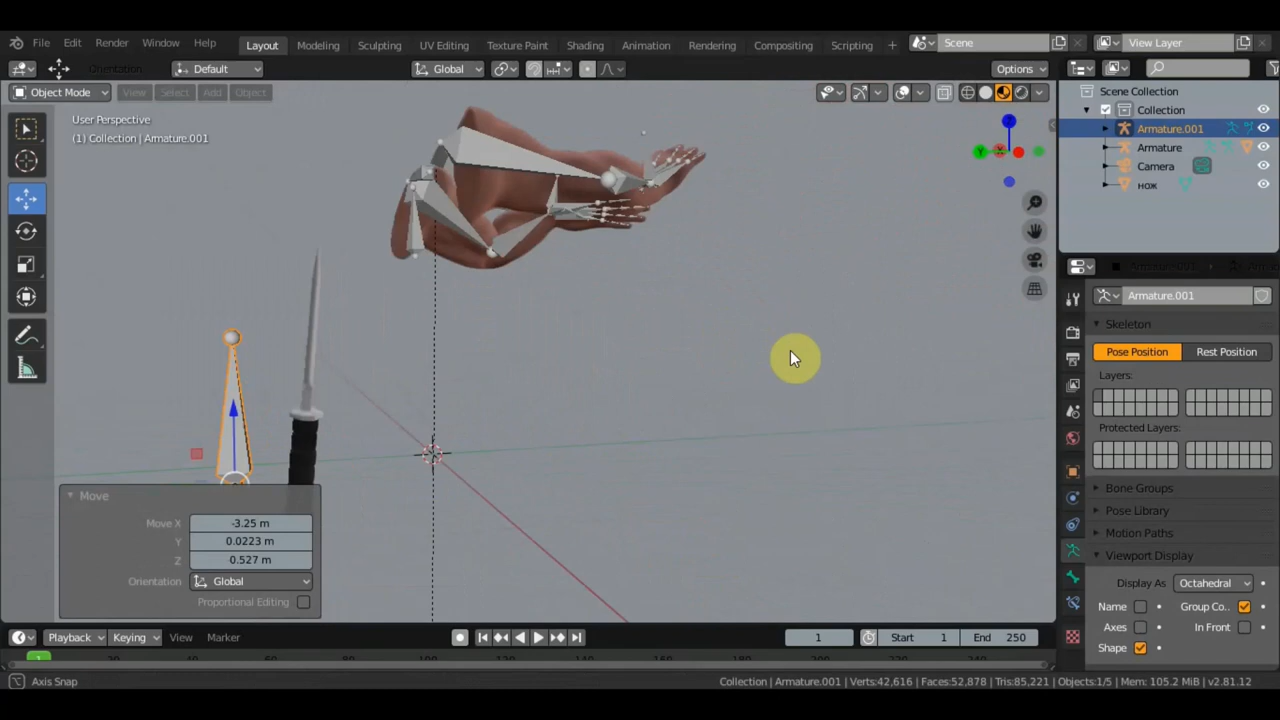 File Edit Render Window Help Layout Modeling Sculpting UV Editing Texture Paint Shading Animation Rendering Compositing Scripting + Scene View Layer
Orientation Default Global Options
Object Mode View Select Add Object
User Perspective
(1) Collection | Armature.001
Z
Y
X
Scene Collection
Collection
Armature.001
Armature
Camera
нож
Armature.001
Skeleton
Pose Position Rest Position
Layers:
Protected Layers:
Bone Groups
Pose Library
Motion Paths
Viewport Display
Display As Octahedral
Name Group Co..
Axes In Front
Shape
Move
Move X -3.25 m
Y 0.0223 m
Z 0.527 m
Orientation Global
Proportional Editing
Playback Keying View Marker 1 Start 1 End 250
1
Axis Snap Collection | Armature.001 | Verts:42,616 | Faces:52,878 | Tris:85,221 | Objects:1/5 | Mem: 105.2 MiB | v2.81.12